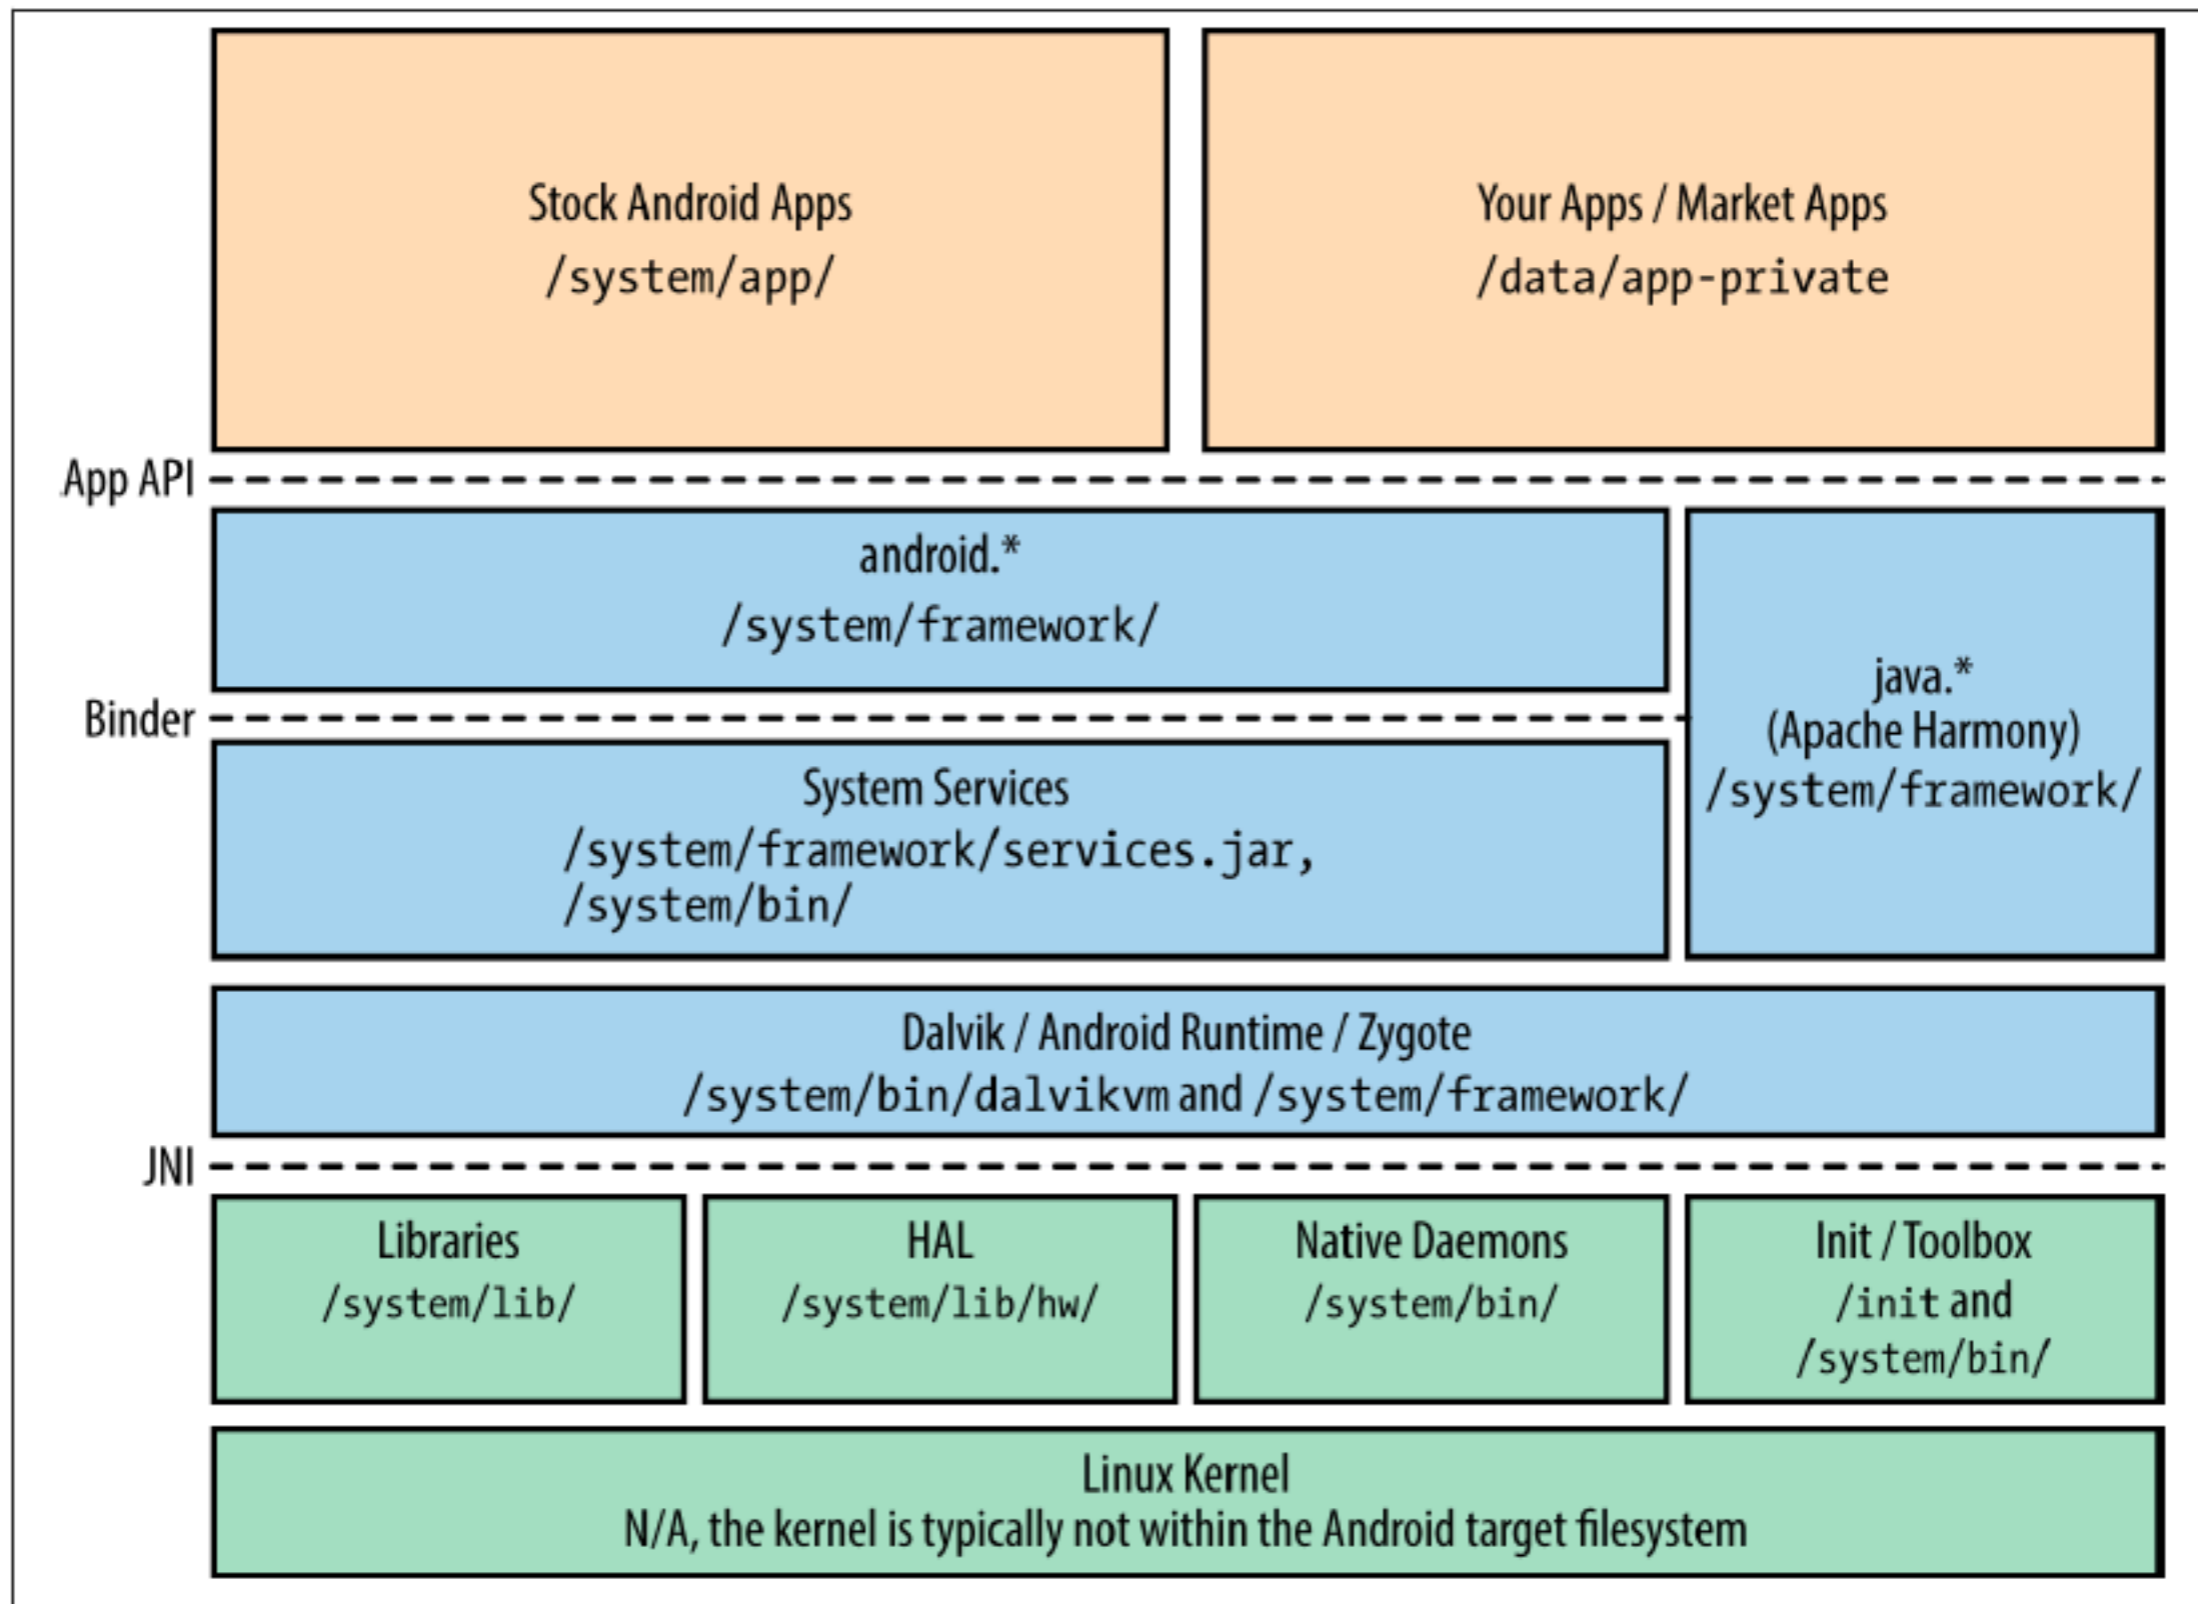 Stock Android Apps
/system/app/
Your Apps / Market Apps
/data/app-private
App API
android.*
/system/framework/
java.*
(Apache Harmony)
/system/framework/
Binder
System Services
/system/framework/services.jar,
/system/bin/
Dalvik / Android Runtime / Zygote
/system/bin/dalvikvm and /system/framework/
JNI
Libraries
/system/lib/
HAL
/system/lib/hw/
Native Daemons
/system/bin/
Init / Toolbox
/init and
/system/bin/
Linux Kernel
N/A, the kernel is typically not within the Android target filesystem